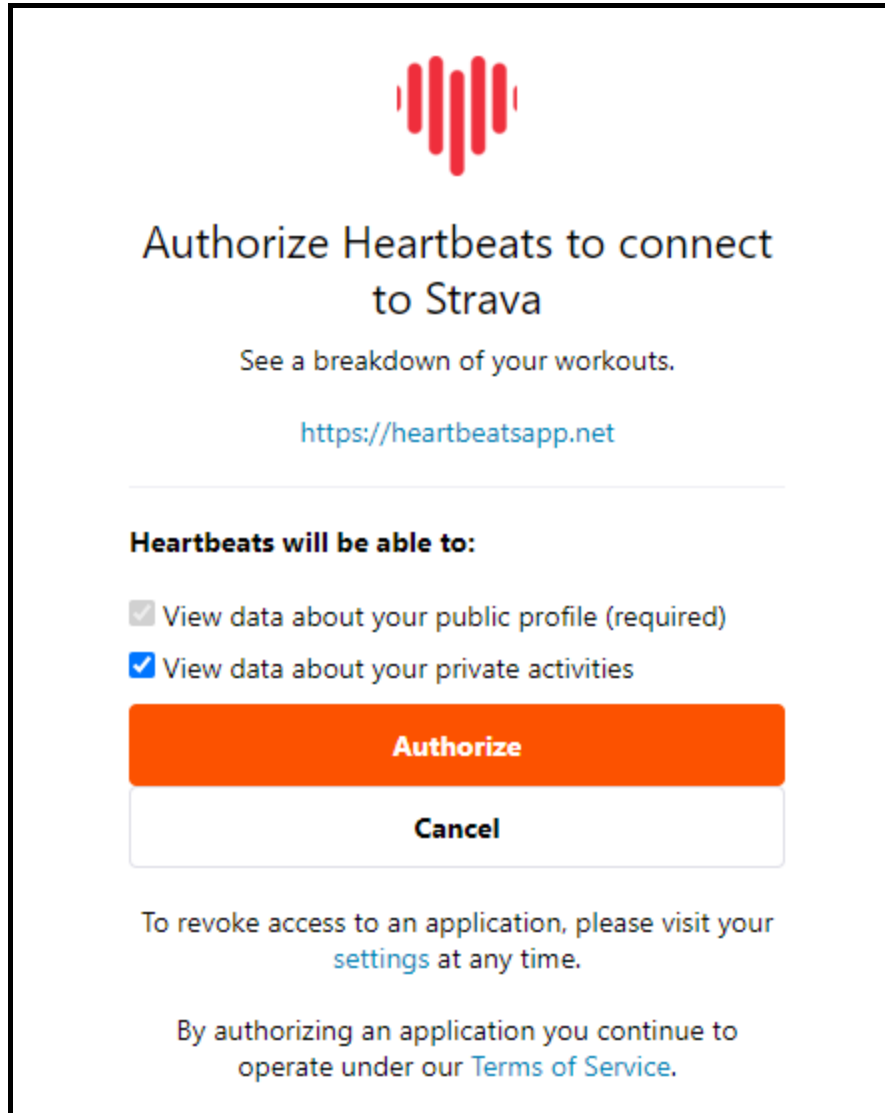 Authorize Heartbeats to connect
to Strava
See a breakdown of your workouts.
https://heartbeatsapp.net
Heartbeats will be able to:
View data about your public profile (required)
View data about your private activities
Authorize
Cancel
To revoke access to an application, please visit your
settings at any time.
By authorizing an application you continue to
operate under our Terms of Service.